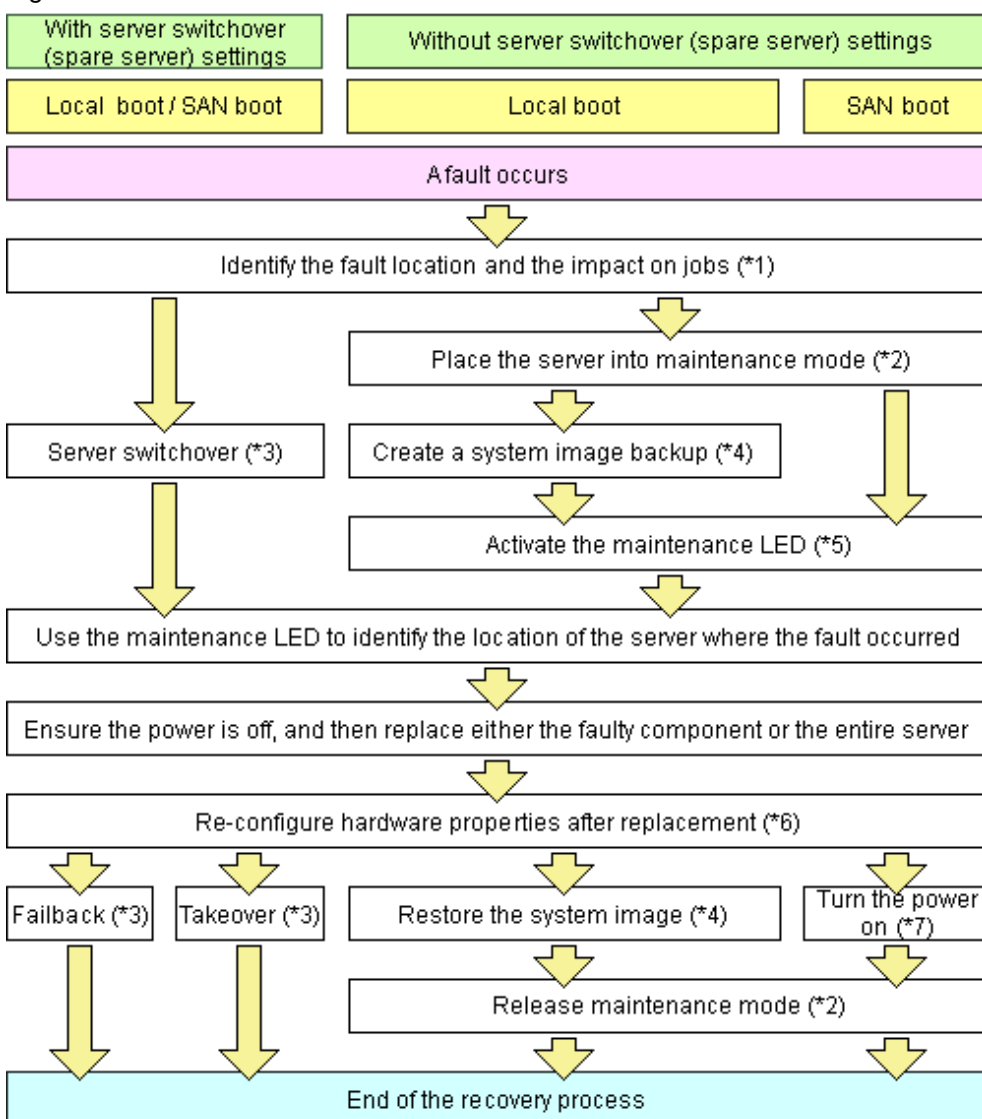 With server switchover
(spare server) settings
Without server switchover (spare server) settings
Local boot / SAN boot
Local boot
SAN boot
A fault occurs
Identify the fault location and the impact on jobs (*1)
Place the server into maintenance mode (*2)
Server switchover (*3)
Create a system image backup (*4)
Activate the maintenance LED (*5)
Use the maintenance LED to identify the location of the server where the fault occurred
Ensure the power is off, and then replace either the faulty component or the entire server
Re-configure hardware properties after replacement (*6)
Failback (*3)
Takeover (*3)
Restore the system image (*4)
Turn the power
on (*7)
Release maintenance mode (*2)
End of the recovery process